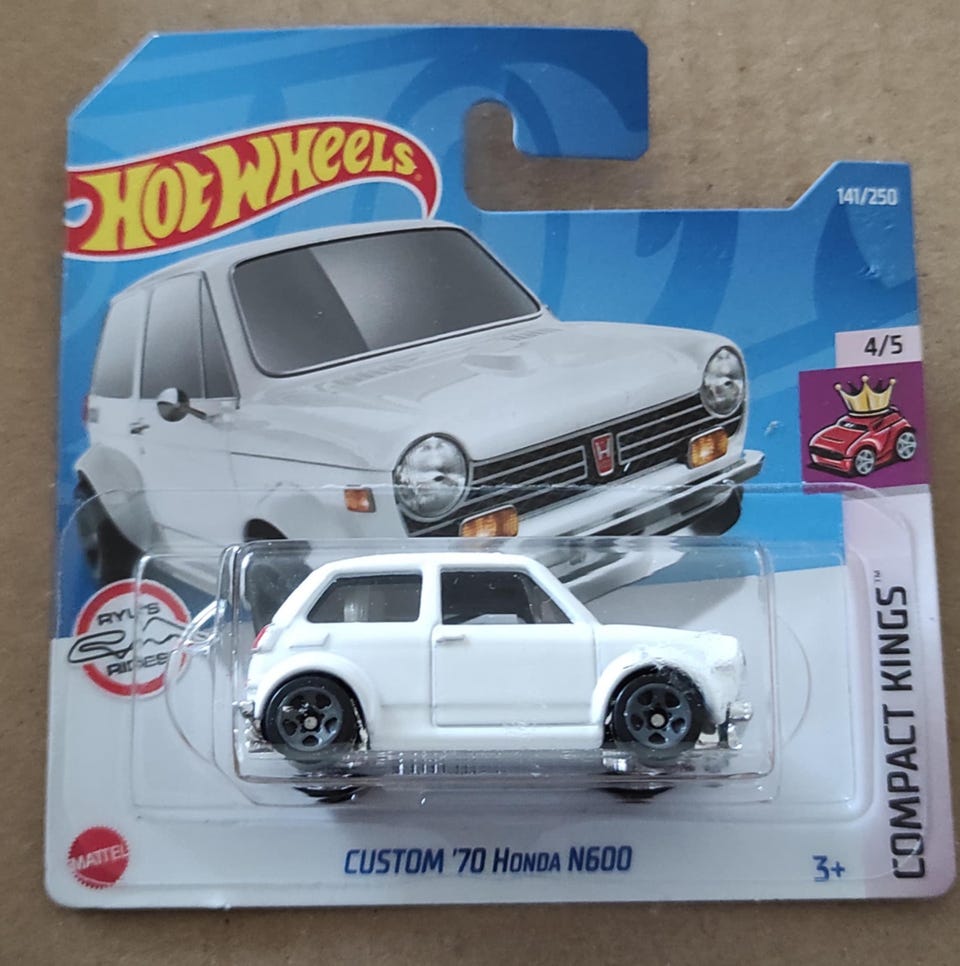 HOT WHEELS
141/250
4/5
H
RYU'S
RIDES
COMPACT KINGS™
MATTEL
CUSTOM '70 HONDA N600
3+